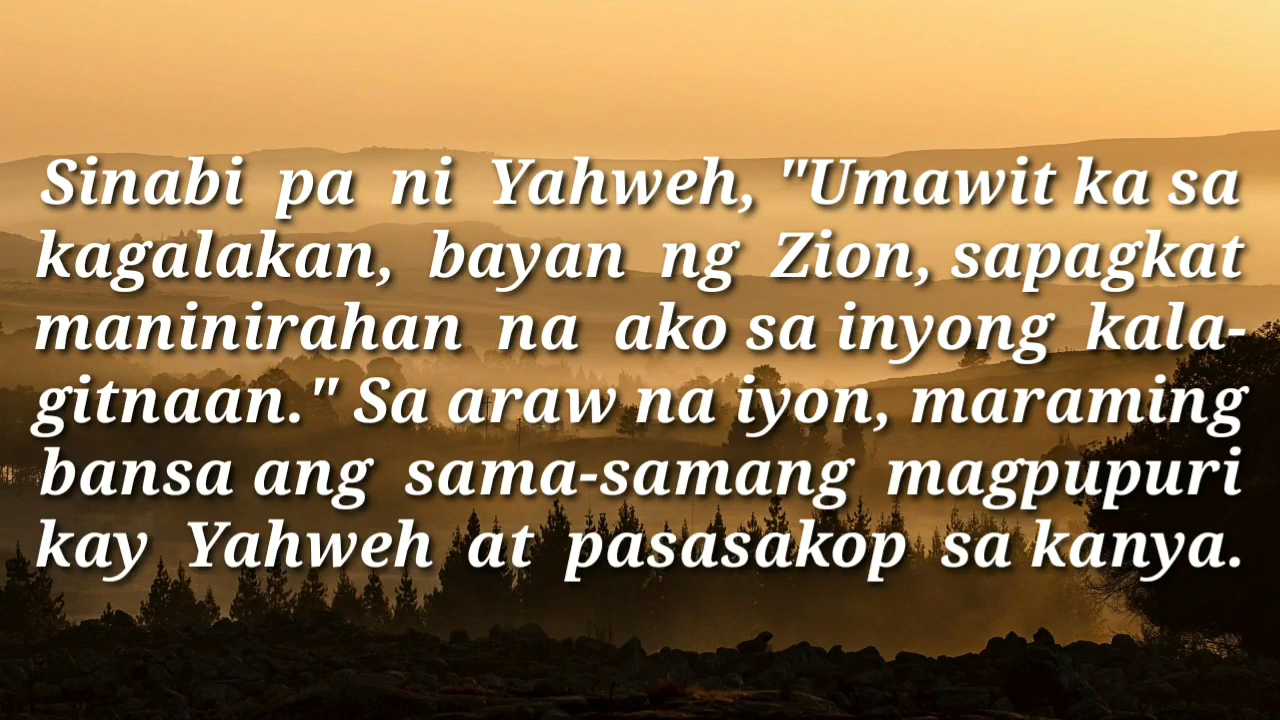 Sinabi pa ni Yahweh, "Umawit ka sa
kagalakan, bayan ng Zion, sapagkat
maninirahan na ako sa inyong kala-
gitnaan." Sa araw na iyon, maraming
bansa ang sama-samang magpupuri
kay Yahweh at pasasakop sa kanya.